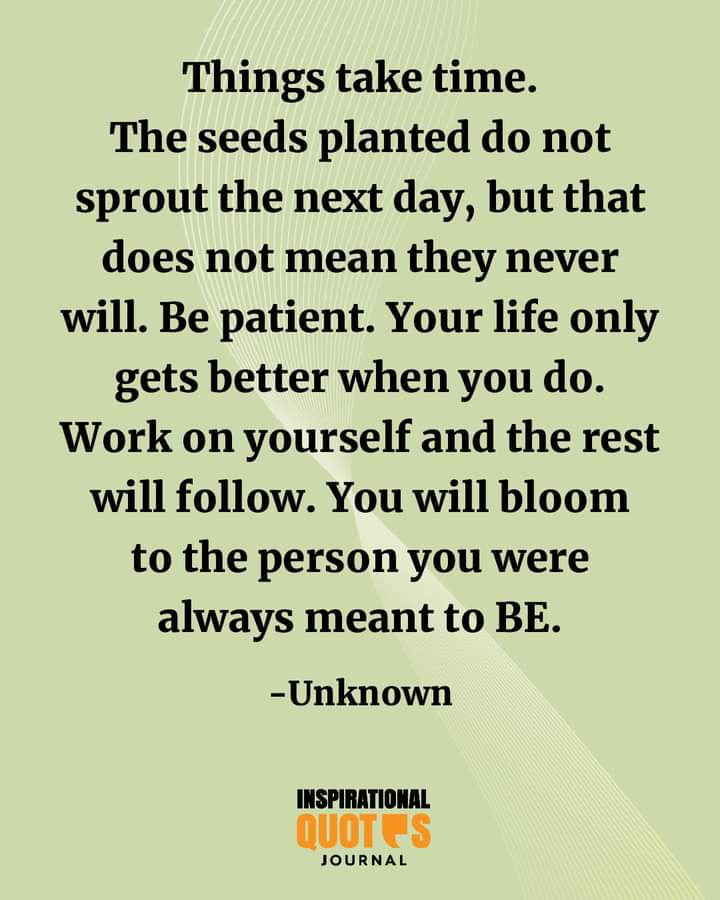 Things take time.
The seeds planted do not
sprout the next day, but that
does not mean they never
will. Be patient. Your life only
gets better when you do.
Work on yourself and the rest
will follow. You will bloom
to the person you were
always meant to BE.
-Unknown
INSPIRATIONAL
QUOTES
JOURNAL